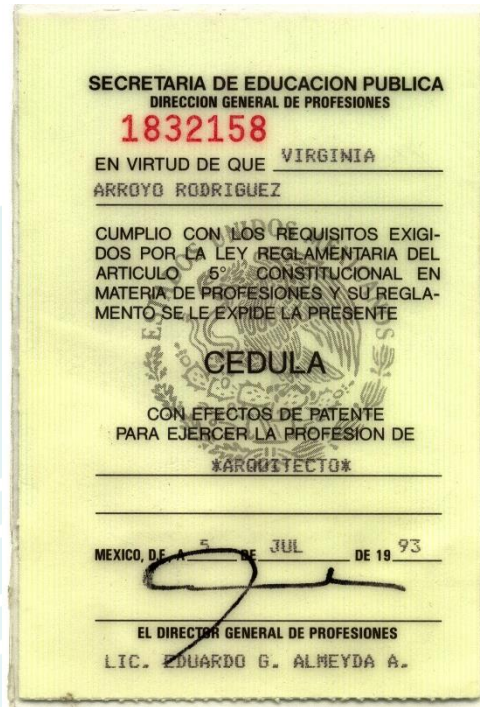 SECRETARIA DE EDUCACION PUBLICA
DIRECCION GENERAL DE PROFESIONES
1832158
EN VIRTUD DE QUE VIRGINIA
ARROYO RODRIGUEZ
CUMPLIO CON LOS REQUISITOS EXIGI-
DOS POR LA LEY REGLAMENTARIA DEL
ARTICULO 5° CONSTITUCIONAL EN
MATERIA DE PROFESIONES Y SU REGLA-
MENTO SE LE EXPIDE LA PRESENTE
CEDULA
CON EFECTOS DE PATENTE
PARA EJERCER LA PROFESION DE
*ARQUITECTO*
MEXICO, D.F., A 5 DE JUL DE 1993
EL DIRECTOR GENERAL DE PROFESIONES
LIC. EDUARDO G. ALMEYDA A.